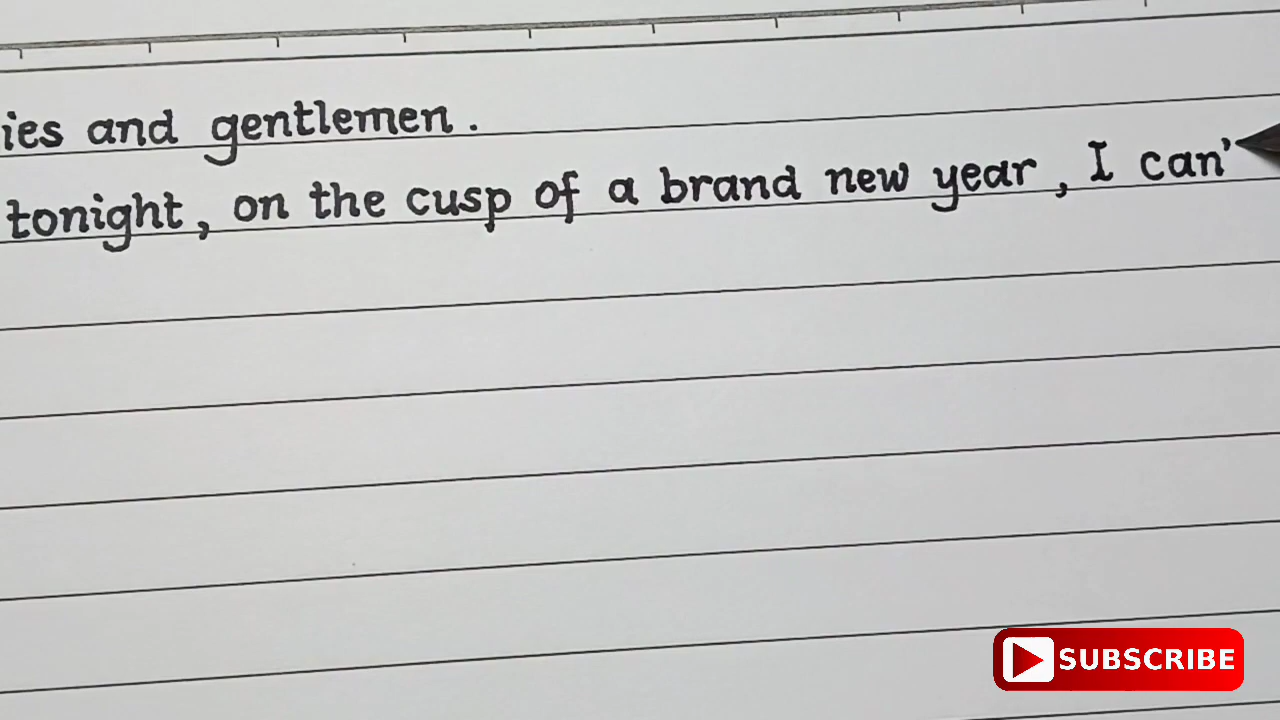 ies and gentlemen.
tonight, on the cusp of a brand new year, I can'
SUBSCRIBE